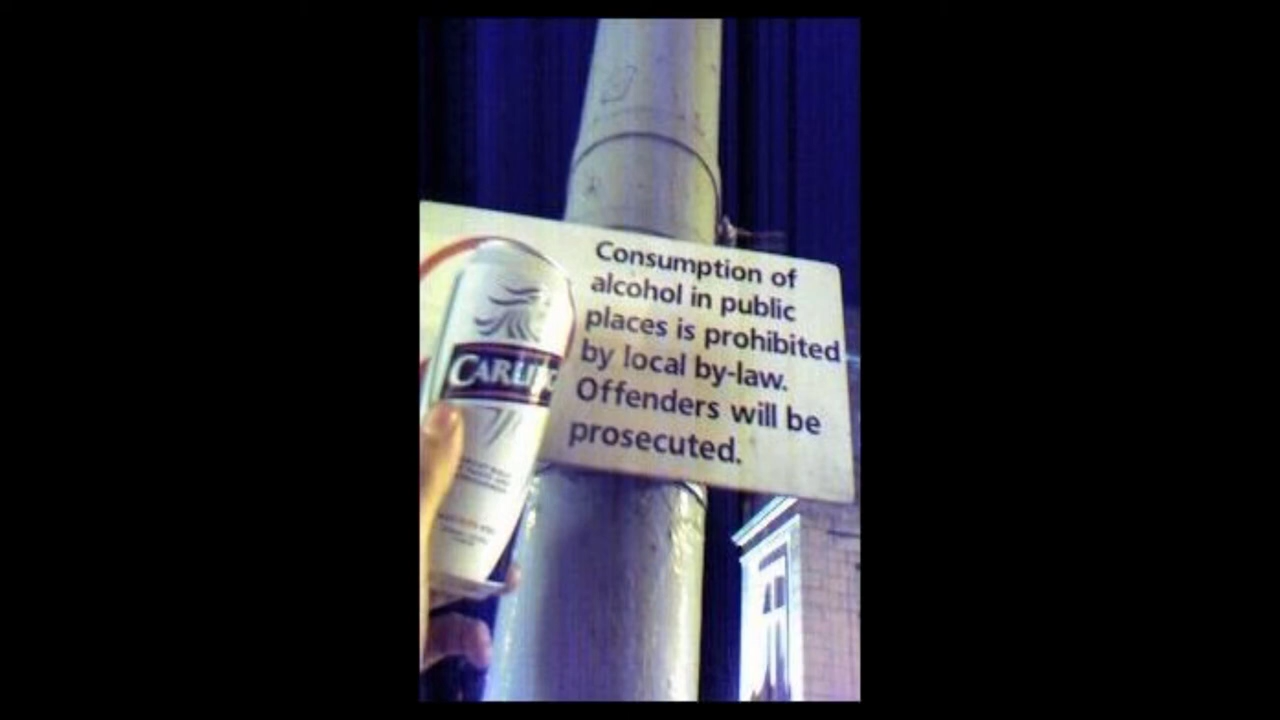 Consumption of
alcohol in public
places is prohibited
by local by-law.
Offenders will be
prosecuted.